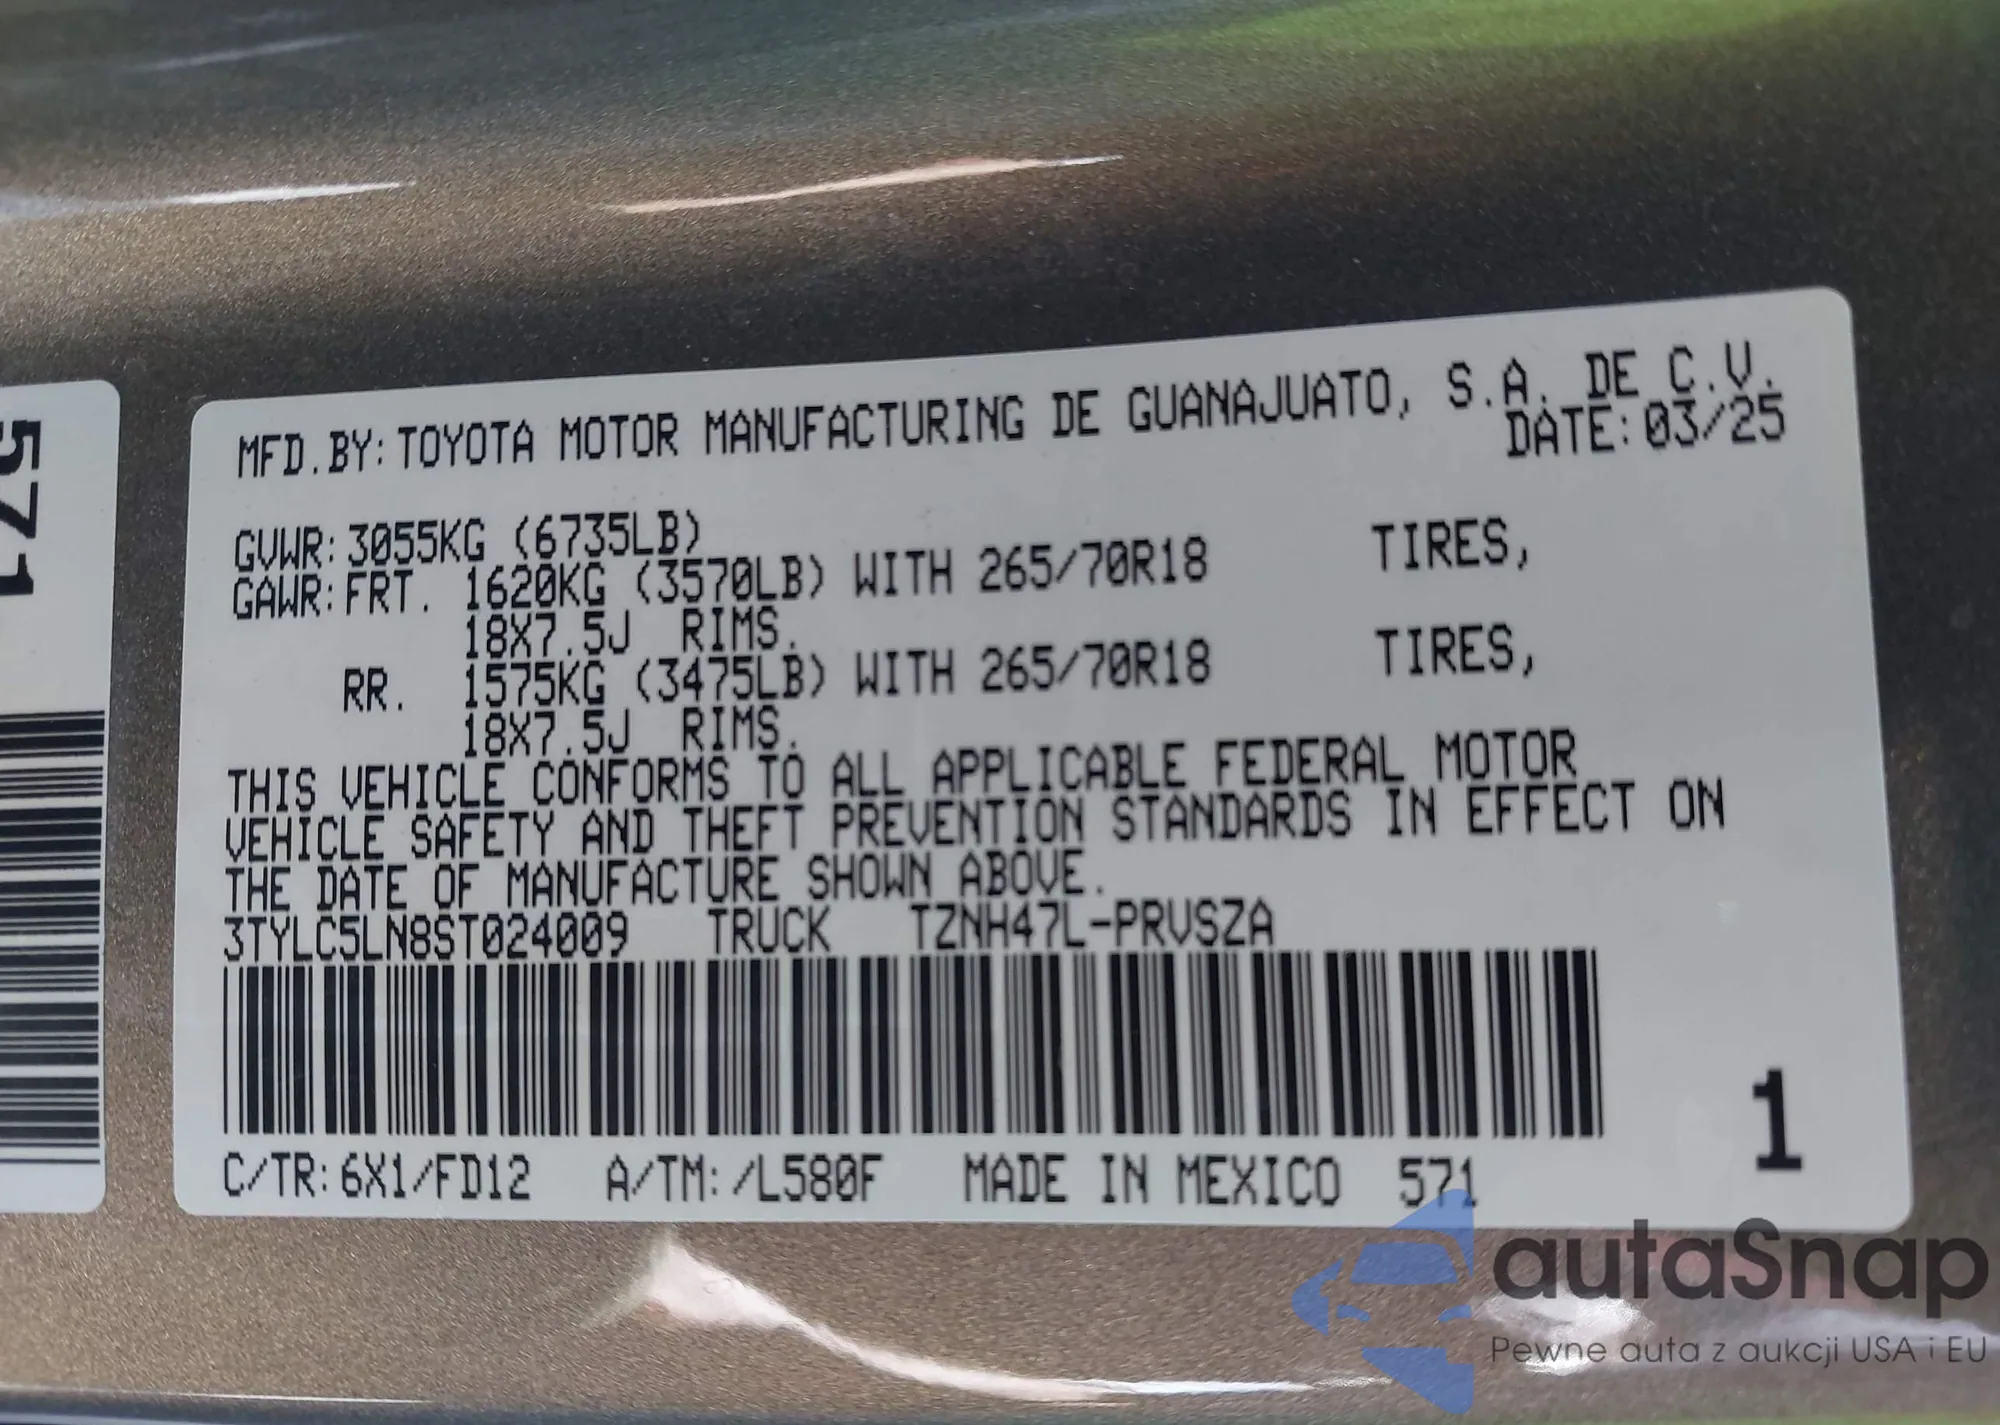 571
MFD.BY: TOYOTA MOTOR MANUFACTURING DE GUANAJUATO, S.A. DE C.V.
DATE: 03/25
GVWR: 3055KG (6735LB)
GAWR: FRT. 1620KG (3570LB) WITH 265/70R18 TIRES,
18X7.5J RIMS.
RR. 1575KG (3475LB) WITH 265/70R18 TIRES,
18X7.5J RIMS.
THIS VEHICLE CONFORMS TO ALL APPLICABLE FEDERAL MOTOR
VEHICLE SAFETY AND THEFT PREVENTION STANDARDS IN EFFECT ON
THE DATE OF MANUFACTURE SHOWN ABOVE.
3TYLC5LN8ST024009 TRUCK TZNH47L-PRVSZA
C/TR: 6X1/FD12 A/TM: /L580F MADE IN MEXICO 571
1
autaSnap
Pewne auta z aukcji USA i EU